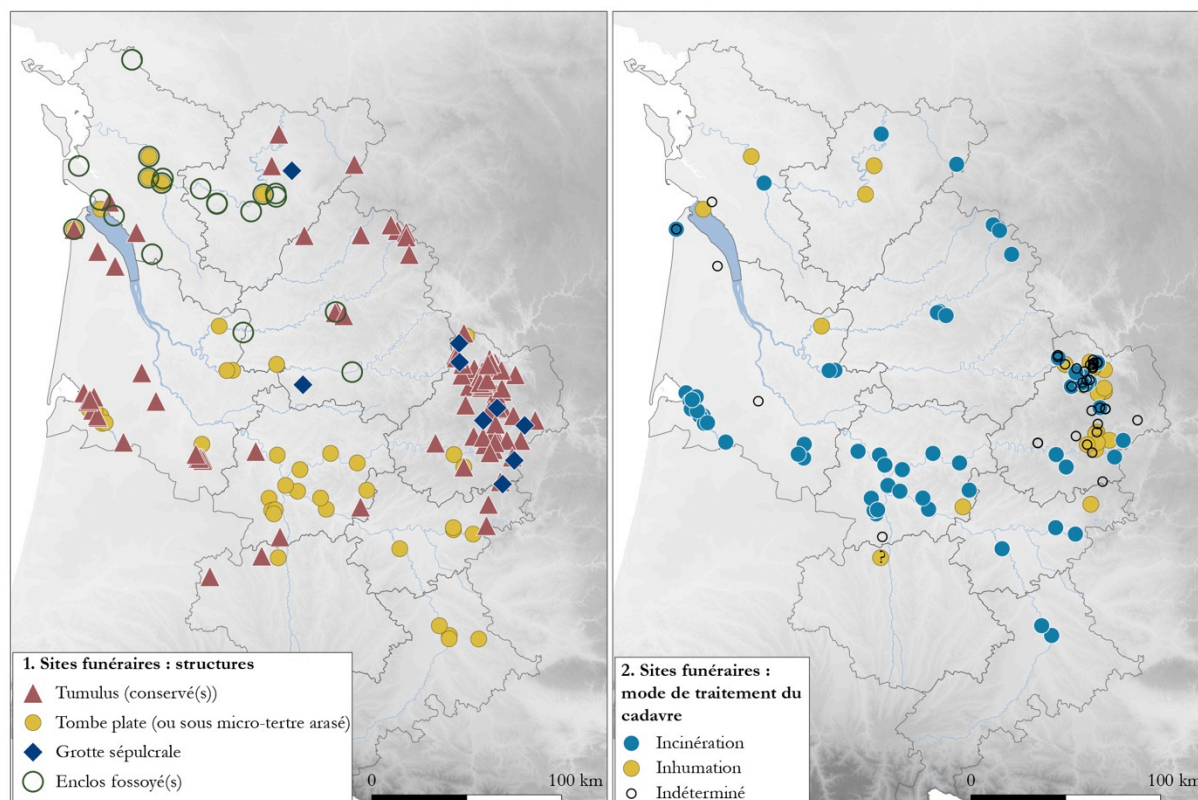 1. Sites funéraires : structures
Tumulus (conservé(s))
Tombe plate (ou sous micro-tertre arasé)
Grotte sépulcrale
Enclos fossoyé(s)
0 100 km
?
2. Sites funéraires :
mode de traitement du
cadavre
Incinération
Inhumation
Indéterminé
0 100 km